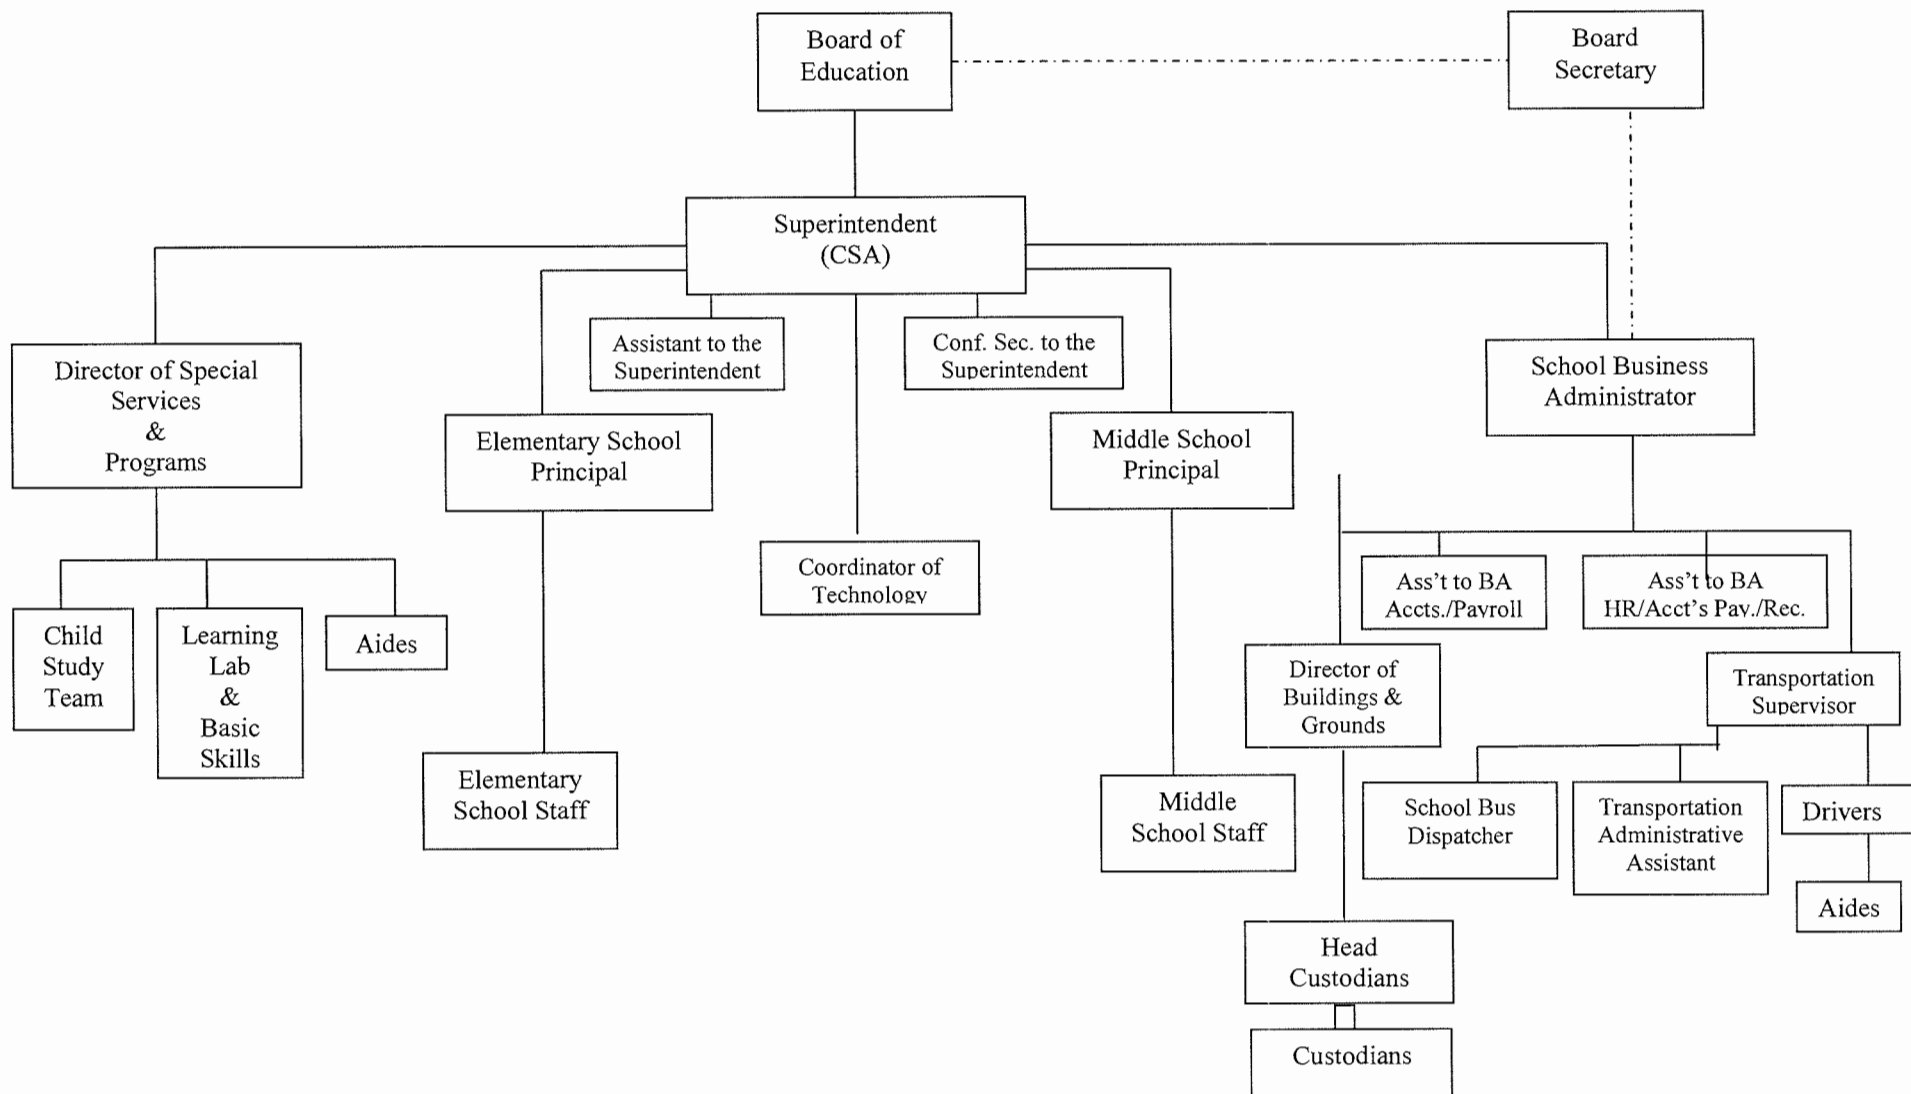 Board of
Education
Board
Secretary
Superintendent
(CSA)
Assistant to the
Superintendent
Conf. Sec. to the
Superintendent
Director of Special
Services
&
Programs
Elementary School
Principal
Middle School
Principal
School Business
Administrator
Coordinator of
Technology
Ass't to BA
Accts./Payroll
Ass't to BA
HR/Acct's Pay./Rec.
Child
Study
Team
Learning
Lab
&
Basic
Skills
Aides
Director of
Buildings &
Grounds
Transportation
Supervisor
Elementary
School Staff
Middle
School Staff
School Bus
Dispatcher
Transportation
Administrative
Assistant
Drivers
Aides
Head
Custodians
Custodians